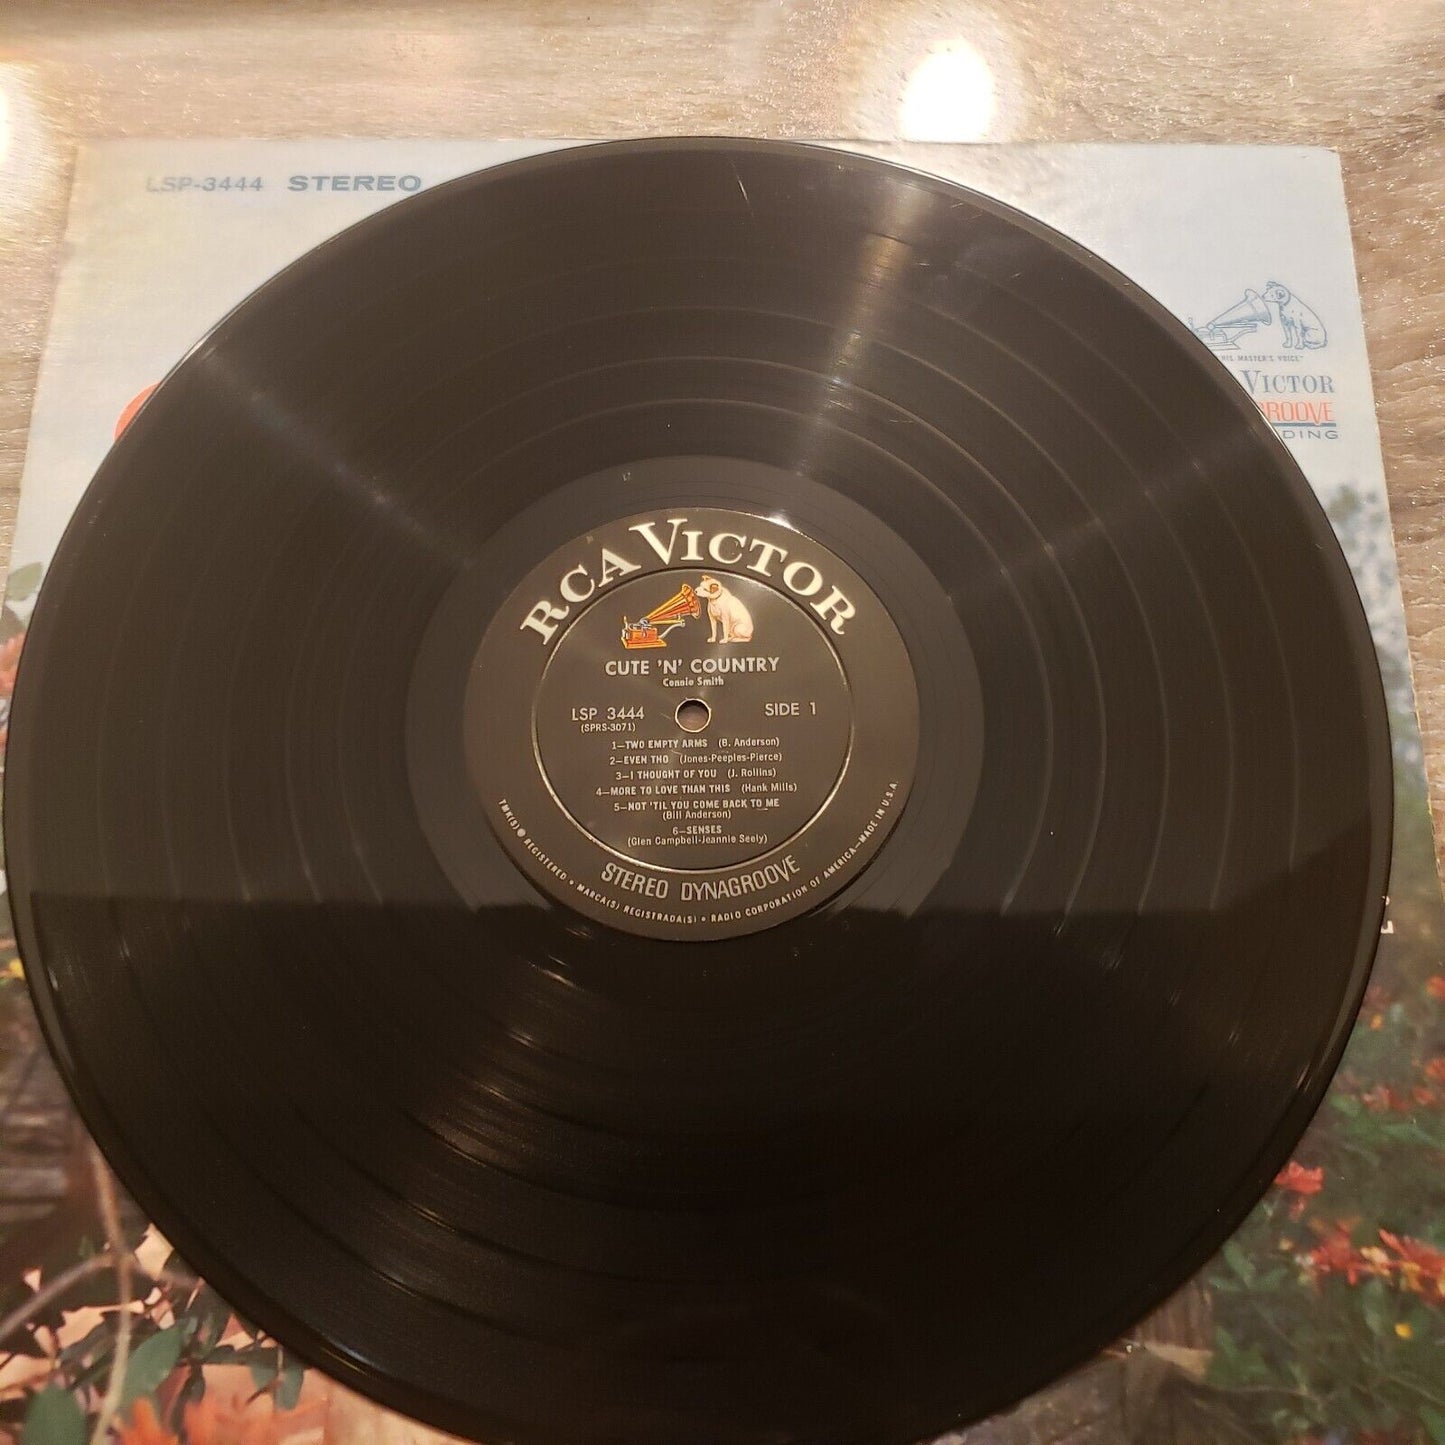 LSP-3444 STEREO
"HIS MASTER'S VOICE"
VICTOR
GROOVE
DING
RCA VICTOR
CUTE 'N' COUNTRY
Connie Smith
LSP 3444
(SPRS-3071)
SIDE 1
1—TWO EMPTY ARMS (B. Anderson)
2—EVEN THO (Jones-Peeples-Pierce)
3—I THOUGHT OF YOU (J. Rollins)
4—MORE TO LOVE THAN THIS (Hank Mills)
5—NOT 'TIL YOU COME BACK TO ME
(Bill Anderson)
6—SENSES
(Glen Campbell-Jeannie Seely)
STEREO DYNAGROOVE
TMK(S) ® REGISTERED • MARCA(S) REGISTRADA(S) • RADIO CORPORATION OF AMERICA—MADE IN U.S.A.